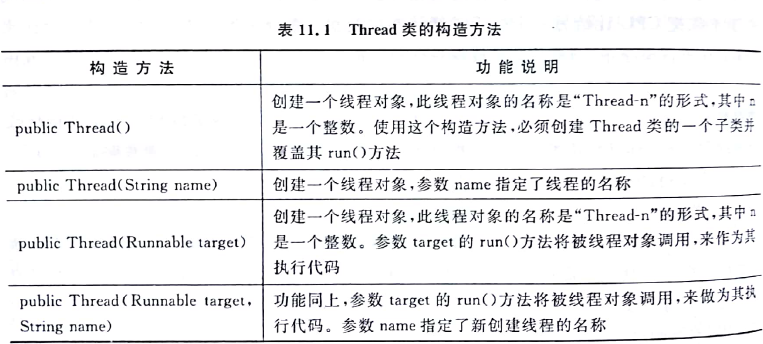 表 11.1 Thread 类的构造方法
构造方法
功能说明
public Thread()
创建一个线程对象,此线程对象的名称是“Thread-n”的形式,其中 n
是一个整数。使用这个构造方法,必须创建 Thread 类的一个子类并
覆盖其 run()方法
public Thread(String name)
创建一个线程对象,参数 name 指定了线程的名称
public Thread(Runnable target)
创建一个线程对象,此线程对象的名称是“Thread-n”的形式,其中 n
是一个整数。参数 target 的 run()方法将被线程对象调用,来作为其
执行代码
public Thread(Runnable target,
String name)
功能同上,参数 target 的 run()方法将被线程对象调用,来做为其执
行代码。参数 name 指定了新创建线程的名称